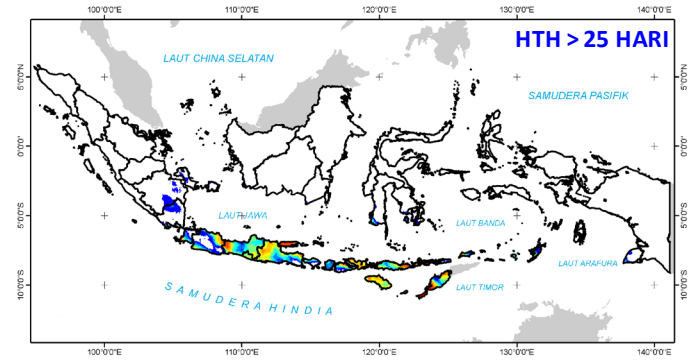 100°0'0"E 110°0'0"E 120°0'0"E 130°0'0"E 140°0'0"E
HTH > 25 HARI
LAUT CHINA SELATAN
5°0'0"N 5°0'0"N
SAMUDERA PASIFIK
0°0'0" 0°0'0"
5°0'0"S 5°0'0"S
LAUT JAWA
LAUT BANDA
LAUT ARAFURA
10°0'0"S 10°0'0"S
LAUT TIMOR
SAMUDERA HINDIA
100°0'0"E 110°0'0"E 120°0'0"E 130°0'0"E 140°0'0"E